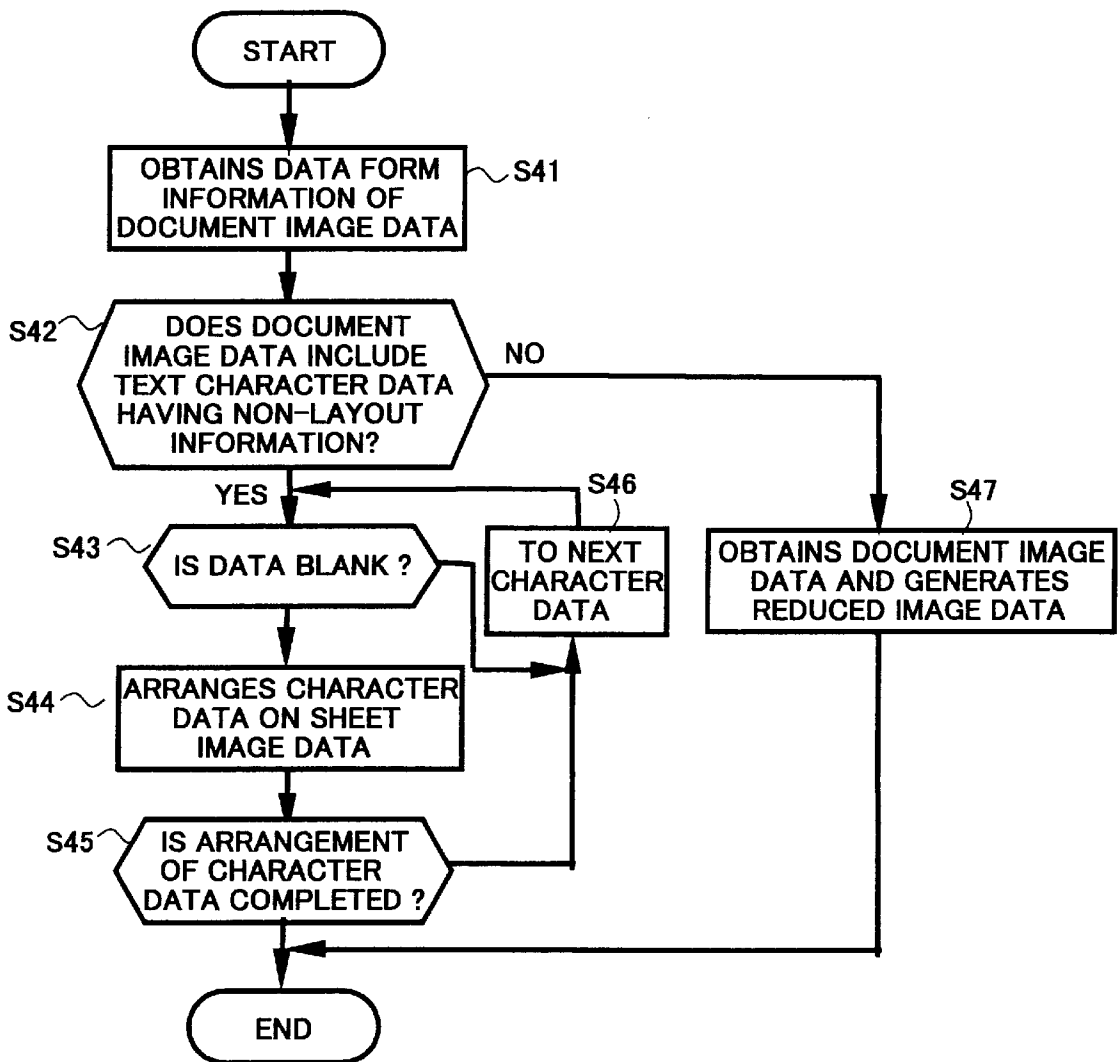 START
OBTAINS DATA FORM
INFORMATION OF
DOCUMENT IMAGE DATA
S41
S42
DOES DOCUMENT
IMAGE DATA INCLUDE
TEXT CHARACTER DATA
HAVING NON-LAYOUT
INFORMATION?
NO
YES
S43
IS DATA BLANK ?
S46
TO NEXT
CHARACTER
DATA
S47
OBTAINS DOCUMENT IMAGE
DATA AND GENERATES
REDUCED IMAGE DATA
S44
ARRANGES CHARACTER
DATA ON SHEET
IMAGE DATA
S45
IS ARRANGEMENT
OF CHARACTER
DATA COMPLETED ?
END